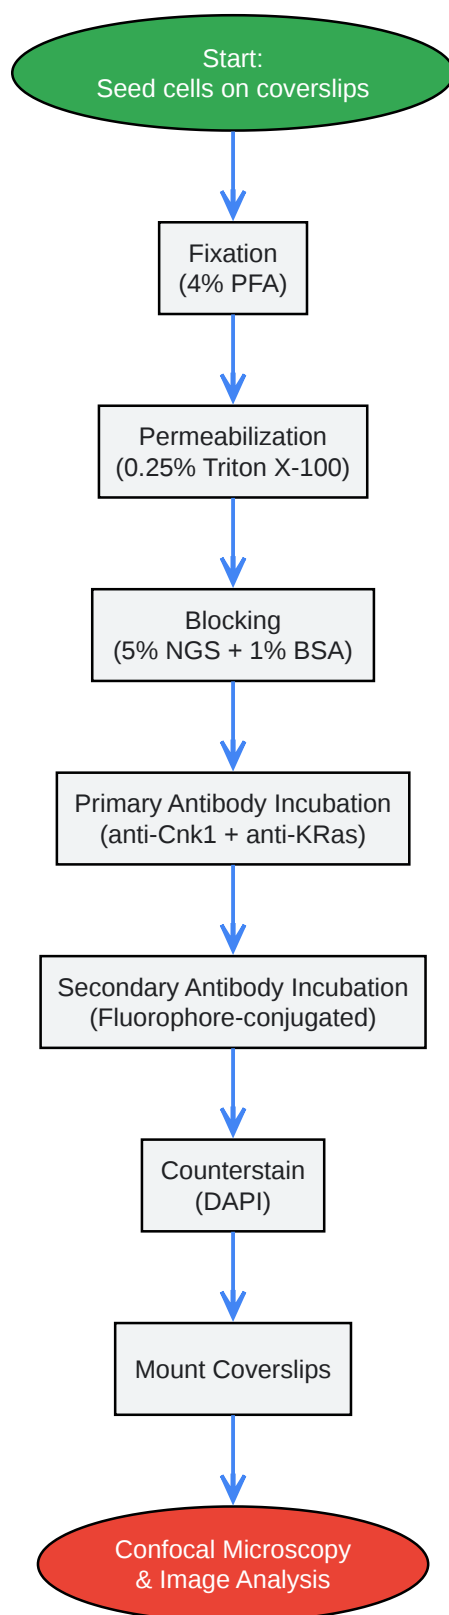 Start:
Seed cells on coverslips
Fixation
(4% PFA)
Permeabilization
(0.25% Triton X-100)
Blocking
(5% NGS + 1% BSA)
Primary Antibody Incubation
(anti-Cnk1 + anti-KRas)
Secondary Antibody Incubation
(Fluorophore-conjugated)
Counterstain
(DAPI)
Mount Coverslips
Confocal Microscopy
& Image Analysis